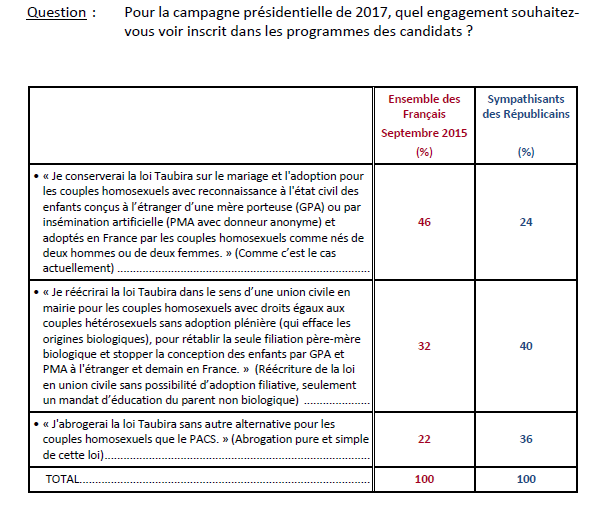 Question : Pour la campagne présidentielle de 2017, quel engagement souhaitez-
vous voir inscrit dans les programmes des candidats ?
Ensemble des
Français
Septembre 2015
(%)
Sympathisants
des Républicains
(%)
• « Je conserverai la loi Taubira sur le mariage et l'adoption pour
les couples homosexuels avec reconnaissance à l'état civil des
enfants conçus à l'étranger d'une mère porteuse (GPA) ou par
insémination artificielle (PMA avec donneur anonyme) et
adoptés en France par les couples homosexuels comme nés de
deux hommes ou de deux femmes. » (Comme c'est le cas
actuellement) ................................................................ 46 24
• « Je réécrirai la loi Taubira dans le sens d'une union civile en
mairie pour les couples homosexuels avec droits égaux aux
couples hétérosexuels sans adoption plénière (qui efface les
origines biologiques), pour rétablir la seule filiation père-mère
biologique et stopper la conception des enfants par GPA et
PMA à l'étranger et demain en France. » (Réécriture de la loi
en union civile sans possibilité d'adoption filiative, seulement
un mandat d'éducation du parent non biologique) ...................... 32 40
• « J'abrogerai la loi Taubira sans autre alternative pour les
couples homosexuels que le PACS. » (Abrogation pure et simple
de cette loi)................................................................ 22 36
TOTAL................................................................ 100 100